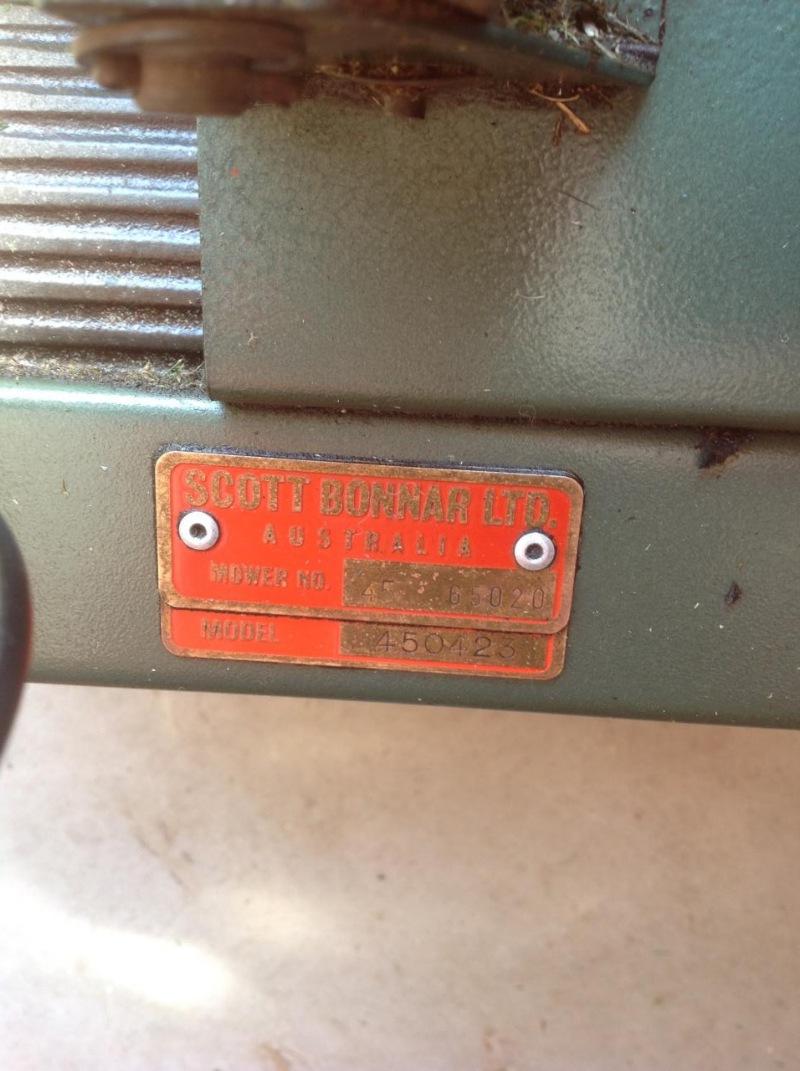 SCOTT BONNAR LTD.
AUSTRALIA
MOWER NO. 45 65020
MODEL 450423